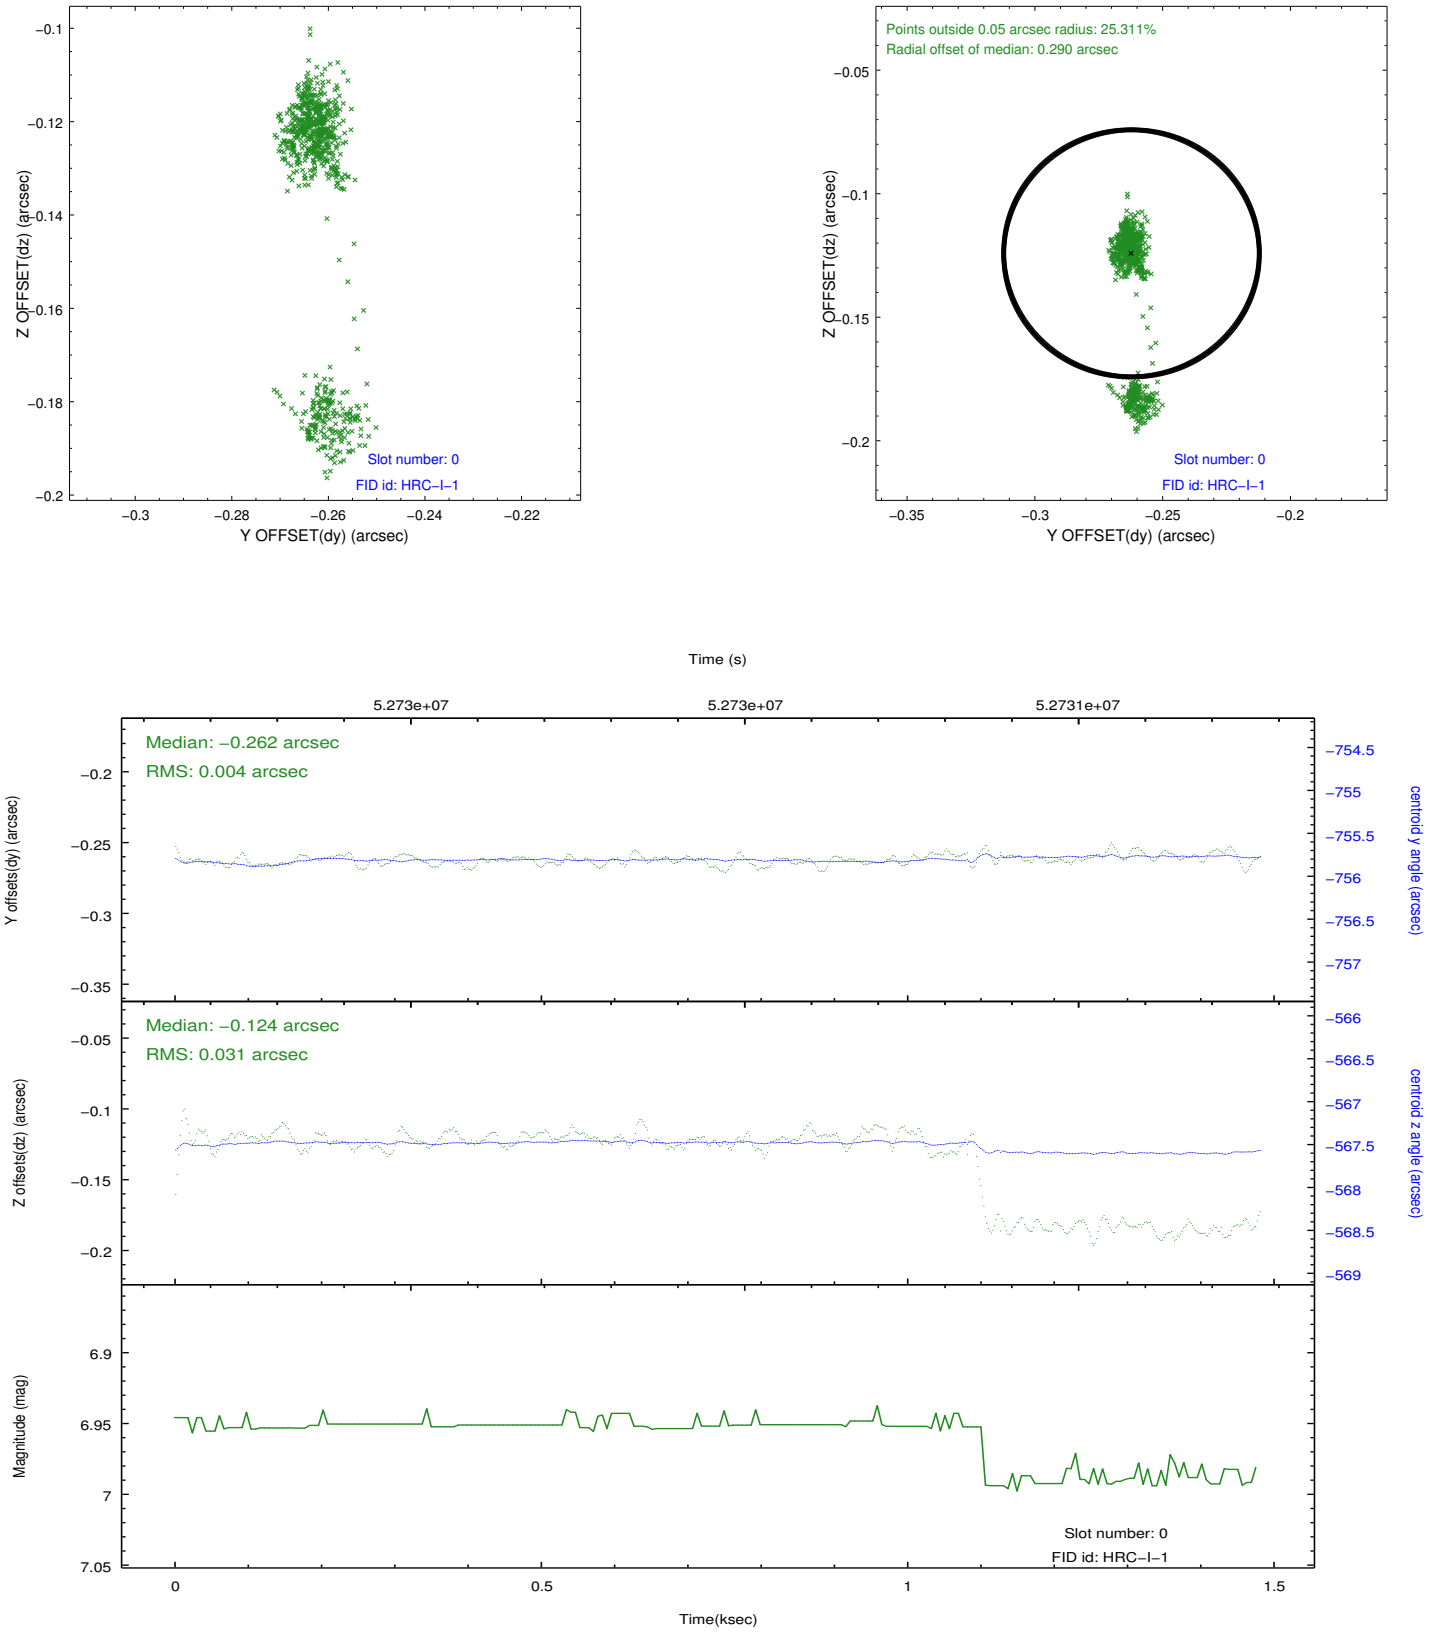 −0.1
−0.12
−0.14
−0.16
−0.18
−0.2
Z OFFSET(dz) (arcsec)
Slot number: 0
FID id: HRC−I−1
−0.3
−0.28
−0.26
−0.24
−0.22
Y OFFSET(dy) (arcsec)
Points outside 0.05 arcsec radius: 25.311%
Radial offset of median: 0.290 arcsec
−0.05
−0.1
−0.15
−0.2
Z OFFSET(dz) (arcsec)
Slot number: 0
FID id: HRC−I−1
−0.35
−0.3
−0.25
−0.2
Y OFFSET(dy) (arcsec)
Time (s)
5.273e+07
5.273e+07
5.2731e+07
Median: −0.262 arcsec
RMS: 0.004 arcsec
−0.2
−0.25
−0.3
−0.35
Y offsets(dy) (arcsec)
−754.5
−755
−755.5
−756
−756.5
−757
centroid y angle (arcsec)
Median: −0.124 arcsec
RMS: 0.031 arcsec
−0.05
−0.1
−0.15
−0.2
Z offsets(dz) (arcsec)
−566
−566.5
−567
−567.5
−568
−568.5
−569
centroid z angle (arcsec)
6.9
6.95
7
7.05
Magnitude (mag)
Slot number: 0
FID id: HRC−I−1
0
0.5
1
1.5
Time(ksec)